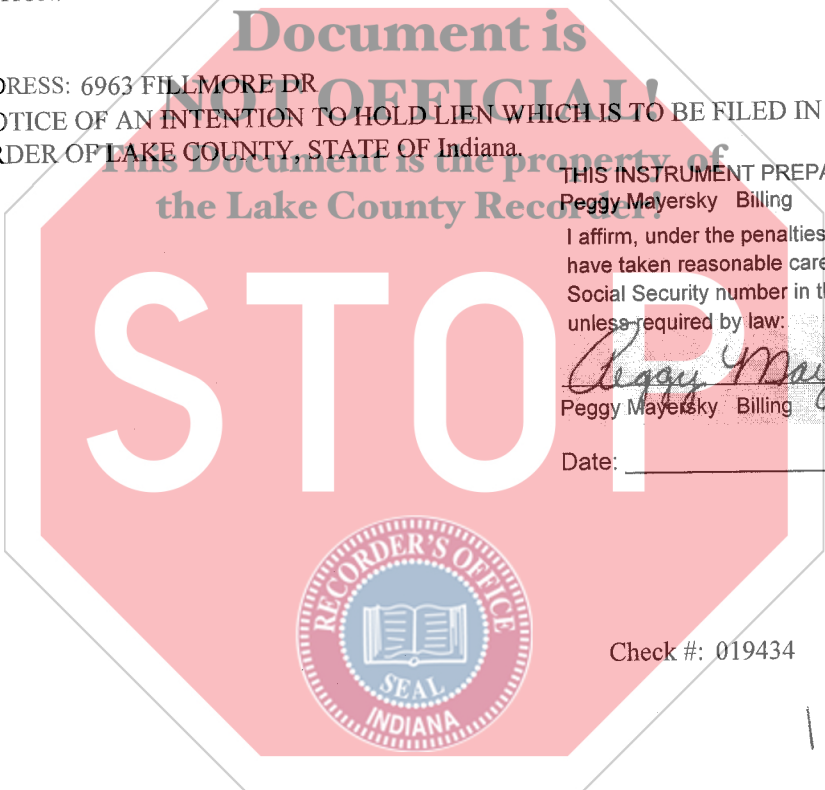 Document is
DRESS: 6963 FILLMORE DR
NOT OFFICIAL!
OTICE OF AN INTENTION TO HOLD LIEN WHICH IS TO BE FILED IN
RDER OF LAKE COUNTY, STATE OF Indiana.
This Document is the property of
the Lake County Recorder!
THIS INSTRUMENT PREPA
Peggy Mayersky Billing
I affirm, under the penalties
have taken reasonable care
Social Security number in th
unless required by law:
Peggy May
Peggy Mayersky Billing
Date:
STOP
RECORDER'S OFFICE
SEAL
INDIANA
Check #: 019434